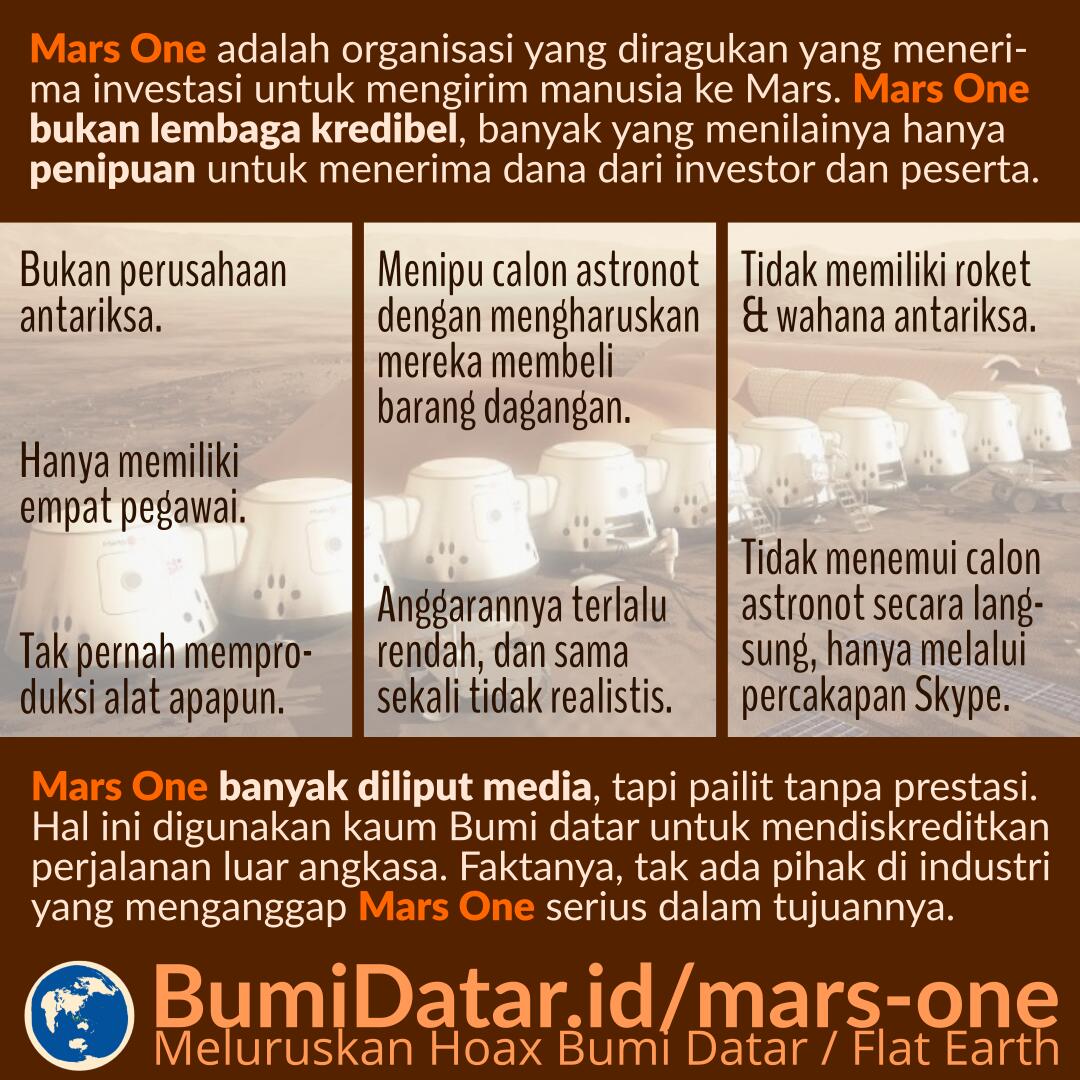 Mars One adalah organisasi yang diragukan yang meneri-
ma investasi untuk mengirim manusia ke Mars. Mars One
bukan lembaga kredibel, banyak yang menilainya hanya
penipuan untuk menerima dana dari investor dan peserta.
Bukan perusahaan
antariksa.
Hanya memiliki
empat pegawai.
Tak pernah mempro-
duksi alat apapun.
Menipu calon astronot
dengan mengharuskan
mereka membeli
barang dagangan.
Anggarannya terlalu
rendah, dan sama
sekali tidak realistis.
Tidak memiliki roket
& wahana antariksa.
Tidak menemui calon
astronot secara lang-
sung, hanya melalui
percakapan Skype.
Mars One banyak diliput media, tapi pailit tanpa prestasi.
Hal ini digunakan kaum Bumi datar untuk mendiskreditkan
perjalanan luar angkasa. Faktanya, tak ada pihak di industri
yang menganggap Mars One serius dalam tujuannya.
BumiDatar.id/mars-one
Meluruskan Hoax Bumi Datar / Flat Earth